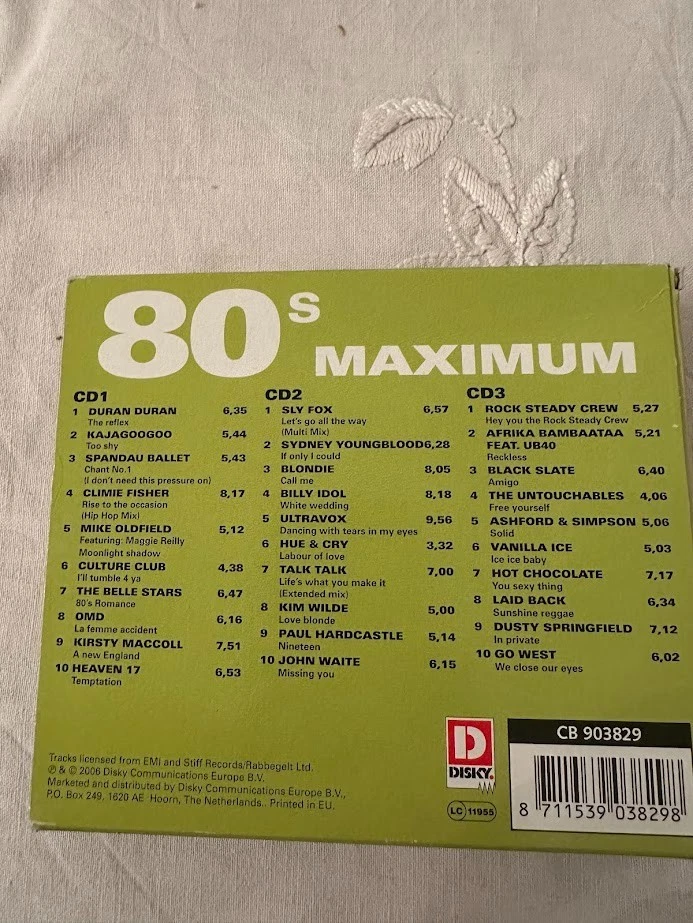 80s
MAXIMUM
CD1
1 DURAN DURAN 6,35
The reflex
2 KAJAGOOGOO 5,44
Too shy
3 SPANDAU BALLET 5,43
Chant No.1
(I don't need this pressure on)
4 CLIMIE FISHER 8,17
Rise to the occasion
(Hip Hop Mix)
5 MIKE OLDFIELD 5,12
Featuring: Maggie Reilly
Moonlight shadow
6 CULTURE CLUB 4,38
I'll tumble 4 ya
7 THE BELLE STARS 6,47
80's Romance
8 OMD 6,16
La femme accident
9 KIRSTY MACCOLL 7,51
A new England
10 HEAVEN 17 6,53
Temptation
CD2
1 SLY FOX 6,57
Let's go all the way
(Multi Mix)
2 SYDNEY YOUNGBLOOD 6,28
If only I could
3 BLONDIE 8,05
Call me
4 BILLY IDOL 8,18
White wedding
5 ULTRAVOX 9,56
Dancing with tears in my eyes
6 HUE & CRY 3,32
Labour of love
7 TALK TALK 7,00
Life's what you make it
(Extended mix)
8 KIM WILDE 5,00
Love blonde
9 PAUL HARDCASTLE 5,14
Nineteen
10 JOHN WAITE 6,15
Missing you
CD3
1 ROCK STEADY CREW 5,27
Hey you the Rock Steady Crew
2 AFRIKA BAMBAATAA 5,21
FEAT. UB40
Reckless
3 BLACK SLATE 6,40
Amigo
4 THE UNTOUCHABLES 4,06
Free yourself
5 ASHFORD & SIMPSON 5,06
Solid
6 VANILLA ICE 5,03
Ice ice baby
7 HOT CHOCOLATE 7,17
You sexy thing
8 LAID BACK 6,34
Sunshine reggae
9 DUSTY SPRINGFIELD 7,12
In private
10 GO WEST 6,02
We close our eyes
Tracks licensed from EMI and Stiff Records/Rabbegelt Ltd.
℗ & © 2006 Disky Communications Europe B.V.
Marketed and distributed by Disky Communications Europe B.V.,
P.O. Box 249, 1620 AE Hoorn, The Netherlands. Printed in EU.
D
DISKY.
LC 11955
CB 903829
8 711539 038298